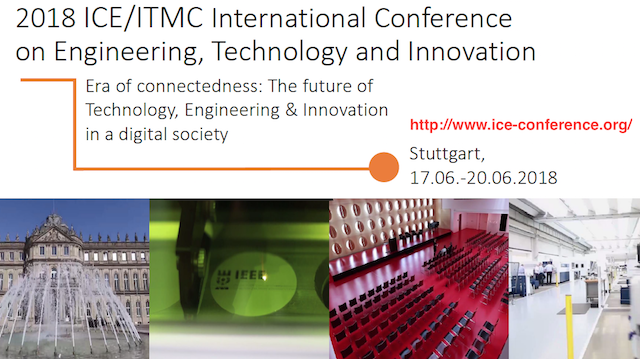 2018 ICE/ITMC International Conference
on Engineering, Technology and Innovation
Era of connectedness: The future of
Technology, Engineering & Innovation
in a digital society
http://www.ice-conference.org/
Stuttgart,
17.06.-20.06.2018
IEEE